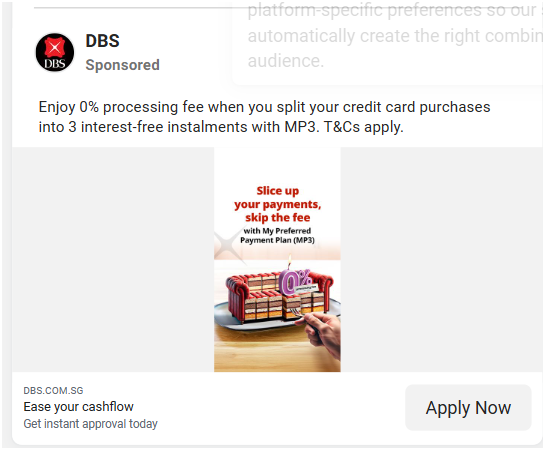 platform-specific preferences so our
automatically create the right combin
audience.
DBS
DBS
Sponsored
Enjoy 0% processing fee when you split your credit card purchases
into 3 interest-free instalments with MP3. T&Cs apply.
Slice up
your payments,
skip the fee
with My Preferred
Payment Plan (MP3)
0%
DBS.COM.SG
Ease your cashflow
Get instant approval today
Apply Now